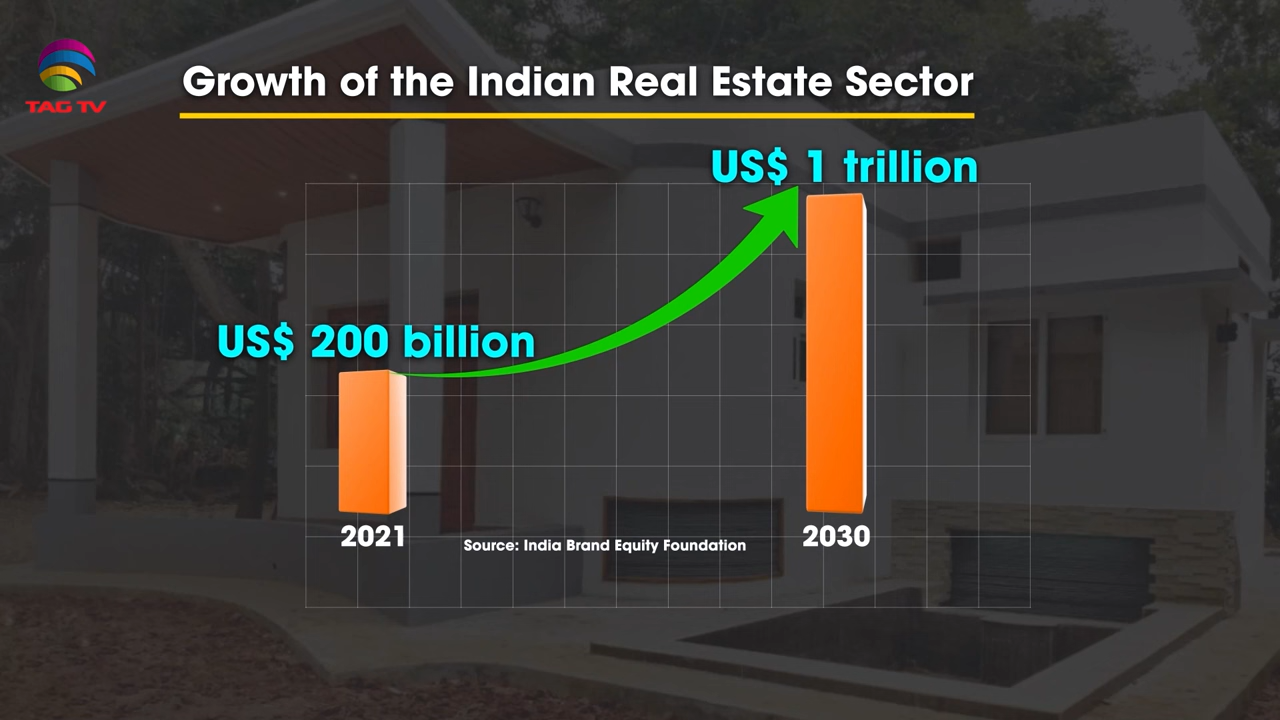 TAG TV
Growth of the Indian Real Estate Sector
US$ 1 trillion
US$ 200 billion
2021
2030
Source: India Brand Equity Foundation